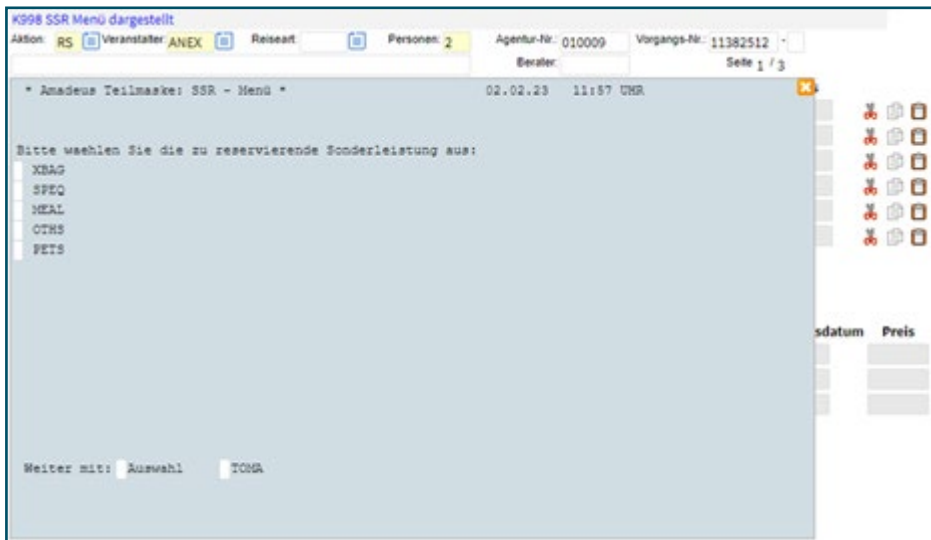 K998 SSR Menü dargestellt
Aktion: RS Veranstalter: ANEX Reiseart: Personen: 2 Agentur-Nr.: 010009 Vorgangs-Nr.: 11382512 -
Berater: Seite 1 / 3
* Amadeus Teilmaske: SSR - Menü * 02.02.23 11:57 UHR
Bitte waehlen Sie die zu reservierende Sonderleistung aus:
XBAG
SPEQ
MEAL
OTHS
PETS
sdatum Preis
Weiter mit: Auswahl TOMA